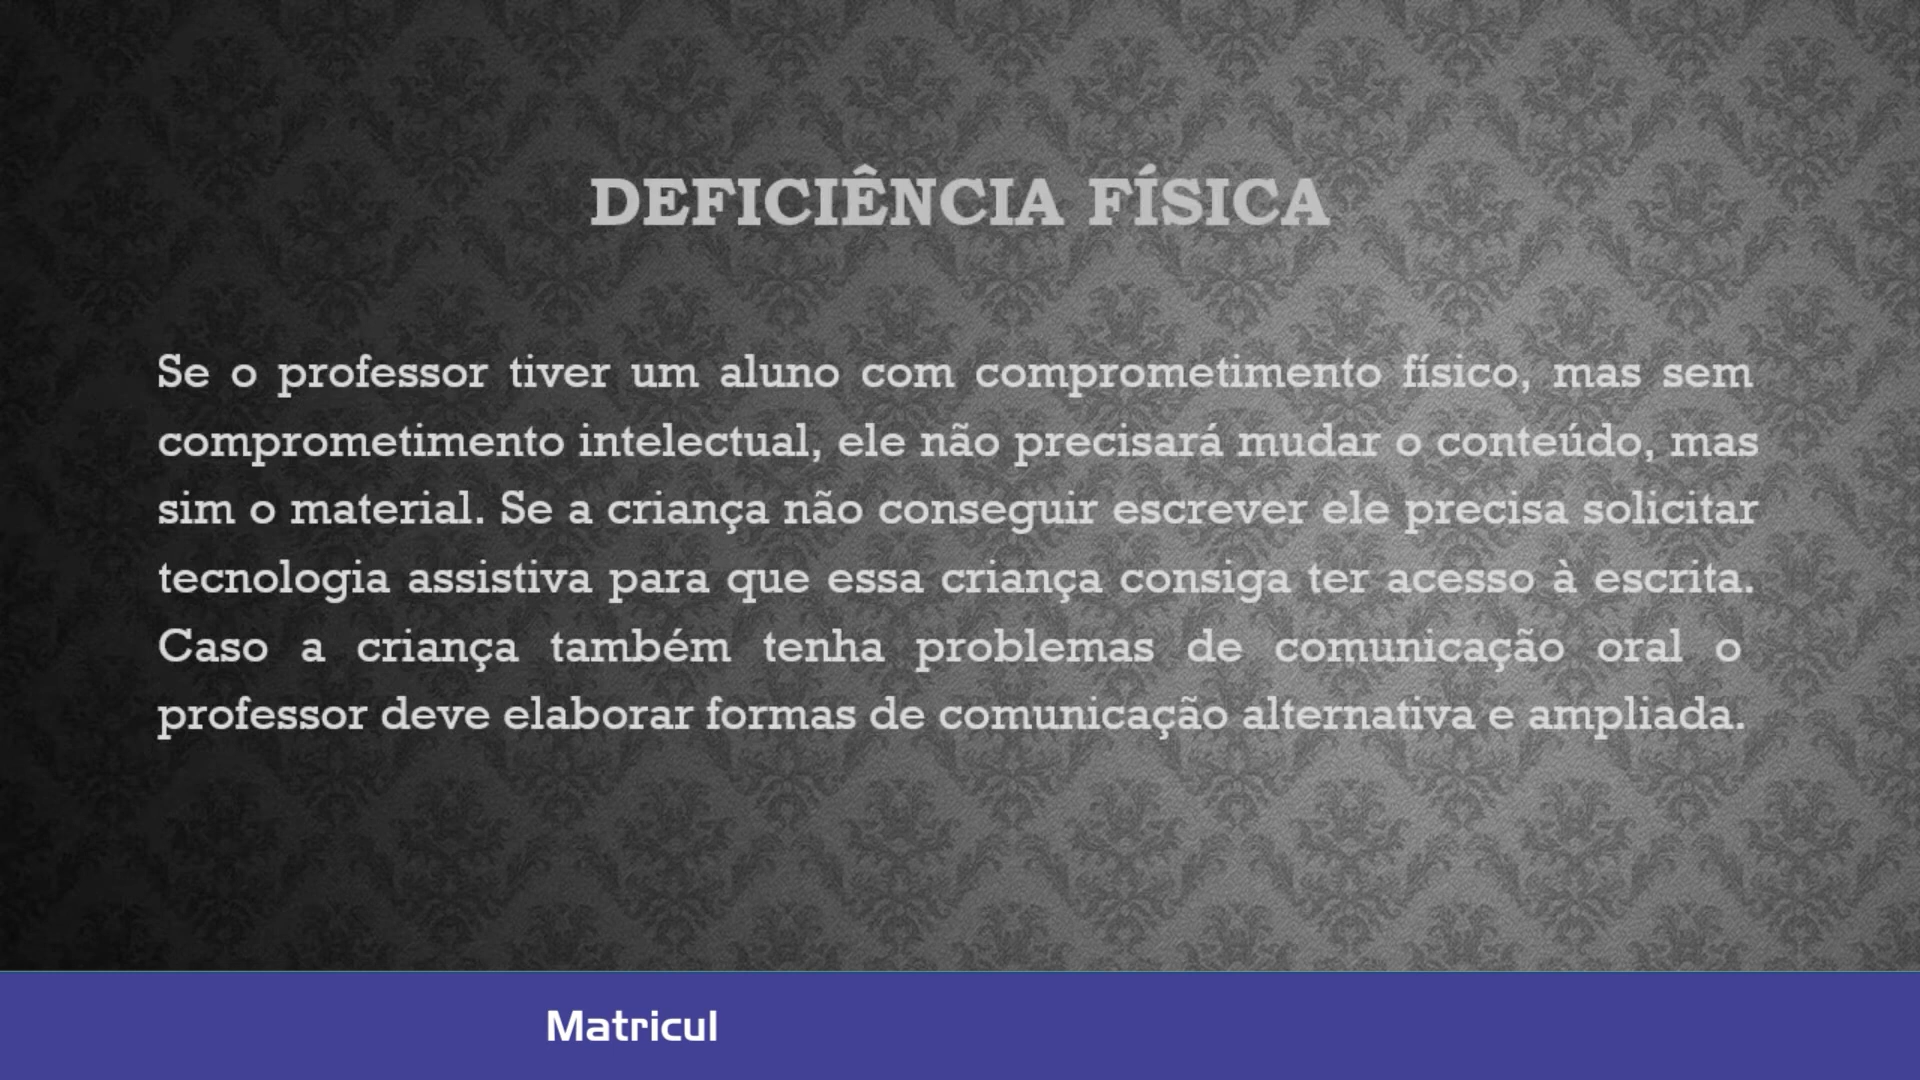 DEFICIÊNCIA FÍSICA
Se o professor tiver um aluno com comprometimento físico, mas sem
comprometimento intelectual, ele não precisará mudar o conteúdo, mas
sim o material. Se a criança não conseguir escrever ele precisa solicitar
tecnologia assistiva para que essa criança consiga ter acesso à escrita.
Caso a criança também tenha problemas de comunicação oral o
professor deve elaborar formas de comunicação alternativa e ampliada.
Matricul